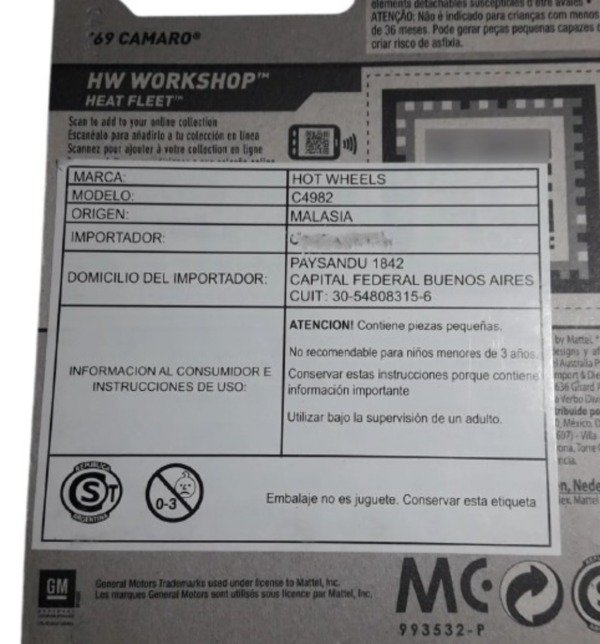 '69 CAMARO®
ATENÇÃO: Não é indicado para crianças com menos
de 36 meses. Pode gerar peças pequenas capazes
criar risco de asfixia.
HW WORKSHOP™
HEAT FLEET™
Scan to add to your online collection
Escanéalo para añadirlo a tu colección en línea
Scannez pour ajouter à votre collection en ligne
MARCA: HOT WHEELS
MODELO: C4982
ORIGEN: MALASIA
IMPORTADOR:
DOMICILIO DEL IMPORTADOR: PAYSANDU 1842
CAPITAL FEDERAL BUENOS AIRES
CUIT: 30-54808315-6
INFORMACION AL CONSUMIDOR E
INSTRUCCIONES DE USO:
ATENCION! Contiene piezas pequeñas.
No recomendable para niños menores de 3 años.
Conservar estas instrucciones porque contiene
información importante
Utilizar bajo la supervisión de un adulto.
by Mattel.
REPUBLICA
ST
ARGENTINA
0-3
Embalaje no es juguete. Conservar esta etiqueta
GM
General Motors Trademarks used under license to Mattel, Inc.
Les marques General Motors sont utilisés sous licence par Mattel, Inc.
MC
993532-P